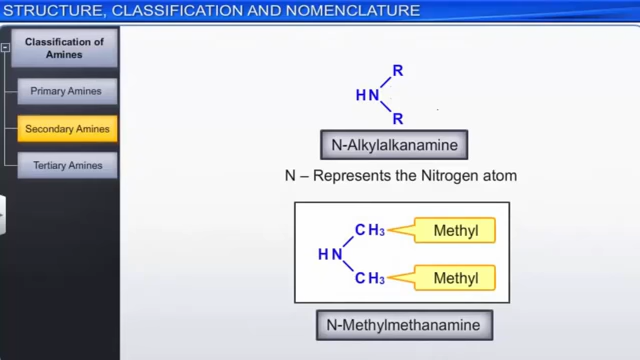 STRUCTURE, CLASSIFICATION AND NOMENCLATURE
Classification of
Amines
Primary Amines
Secondary Amines
Tertiary Amines
R
HN
R
N-Alkylalkanamine
N – Represents the Nitrogen atom
CH₃ Methyl
HN
CH₃ Methyl
N-Methylmethanamine